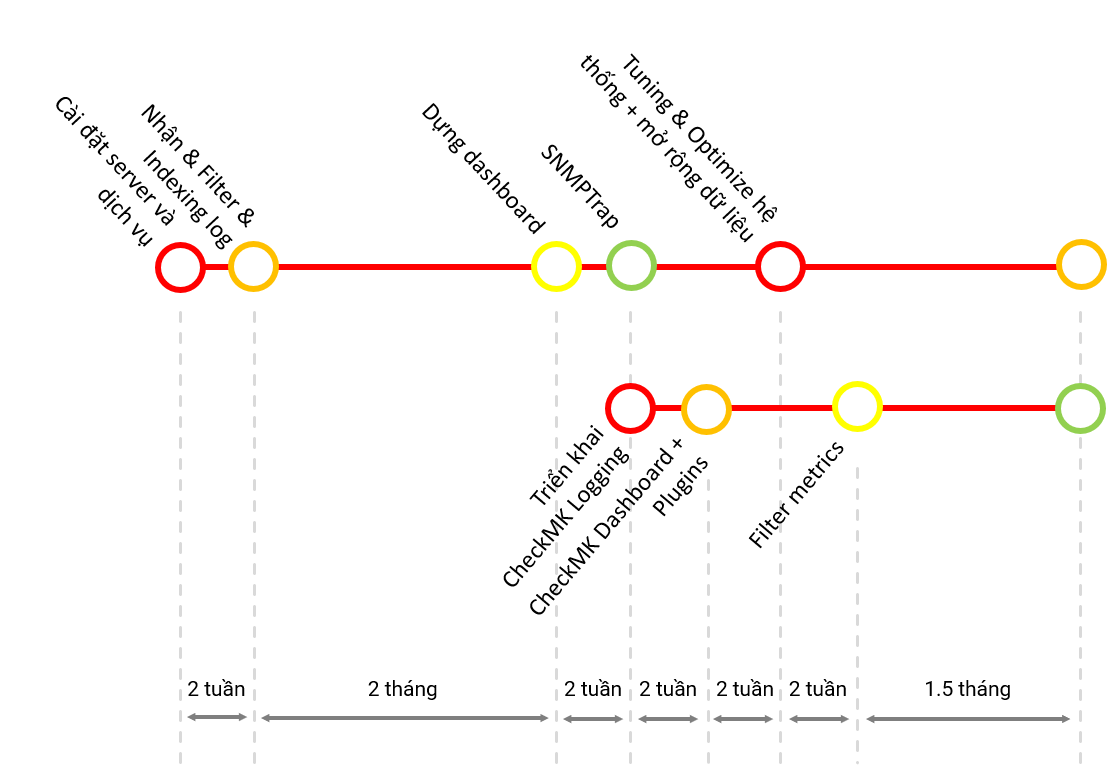 Cài đặt server và
dịch vụ
Nhận & Filter &
Indexing log
Dựng dashboard
SNMPTrap
Tuning & Optimize hệ
thống + mở rộng dữ liệu
Triển khai
CheckMK Logging
CheckMK Dashboard +
Plugins
Filter metrics
2 tuần
2 tháng
2 tuần
2 tuần
2 tuần
2 tuần
1.5 tháng